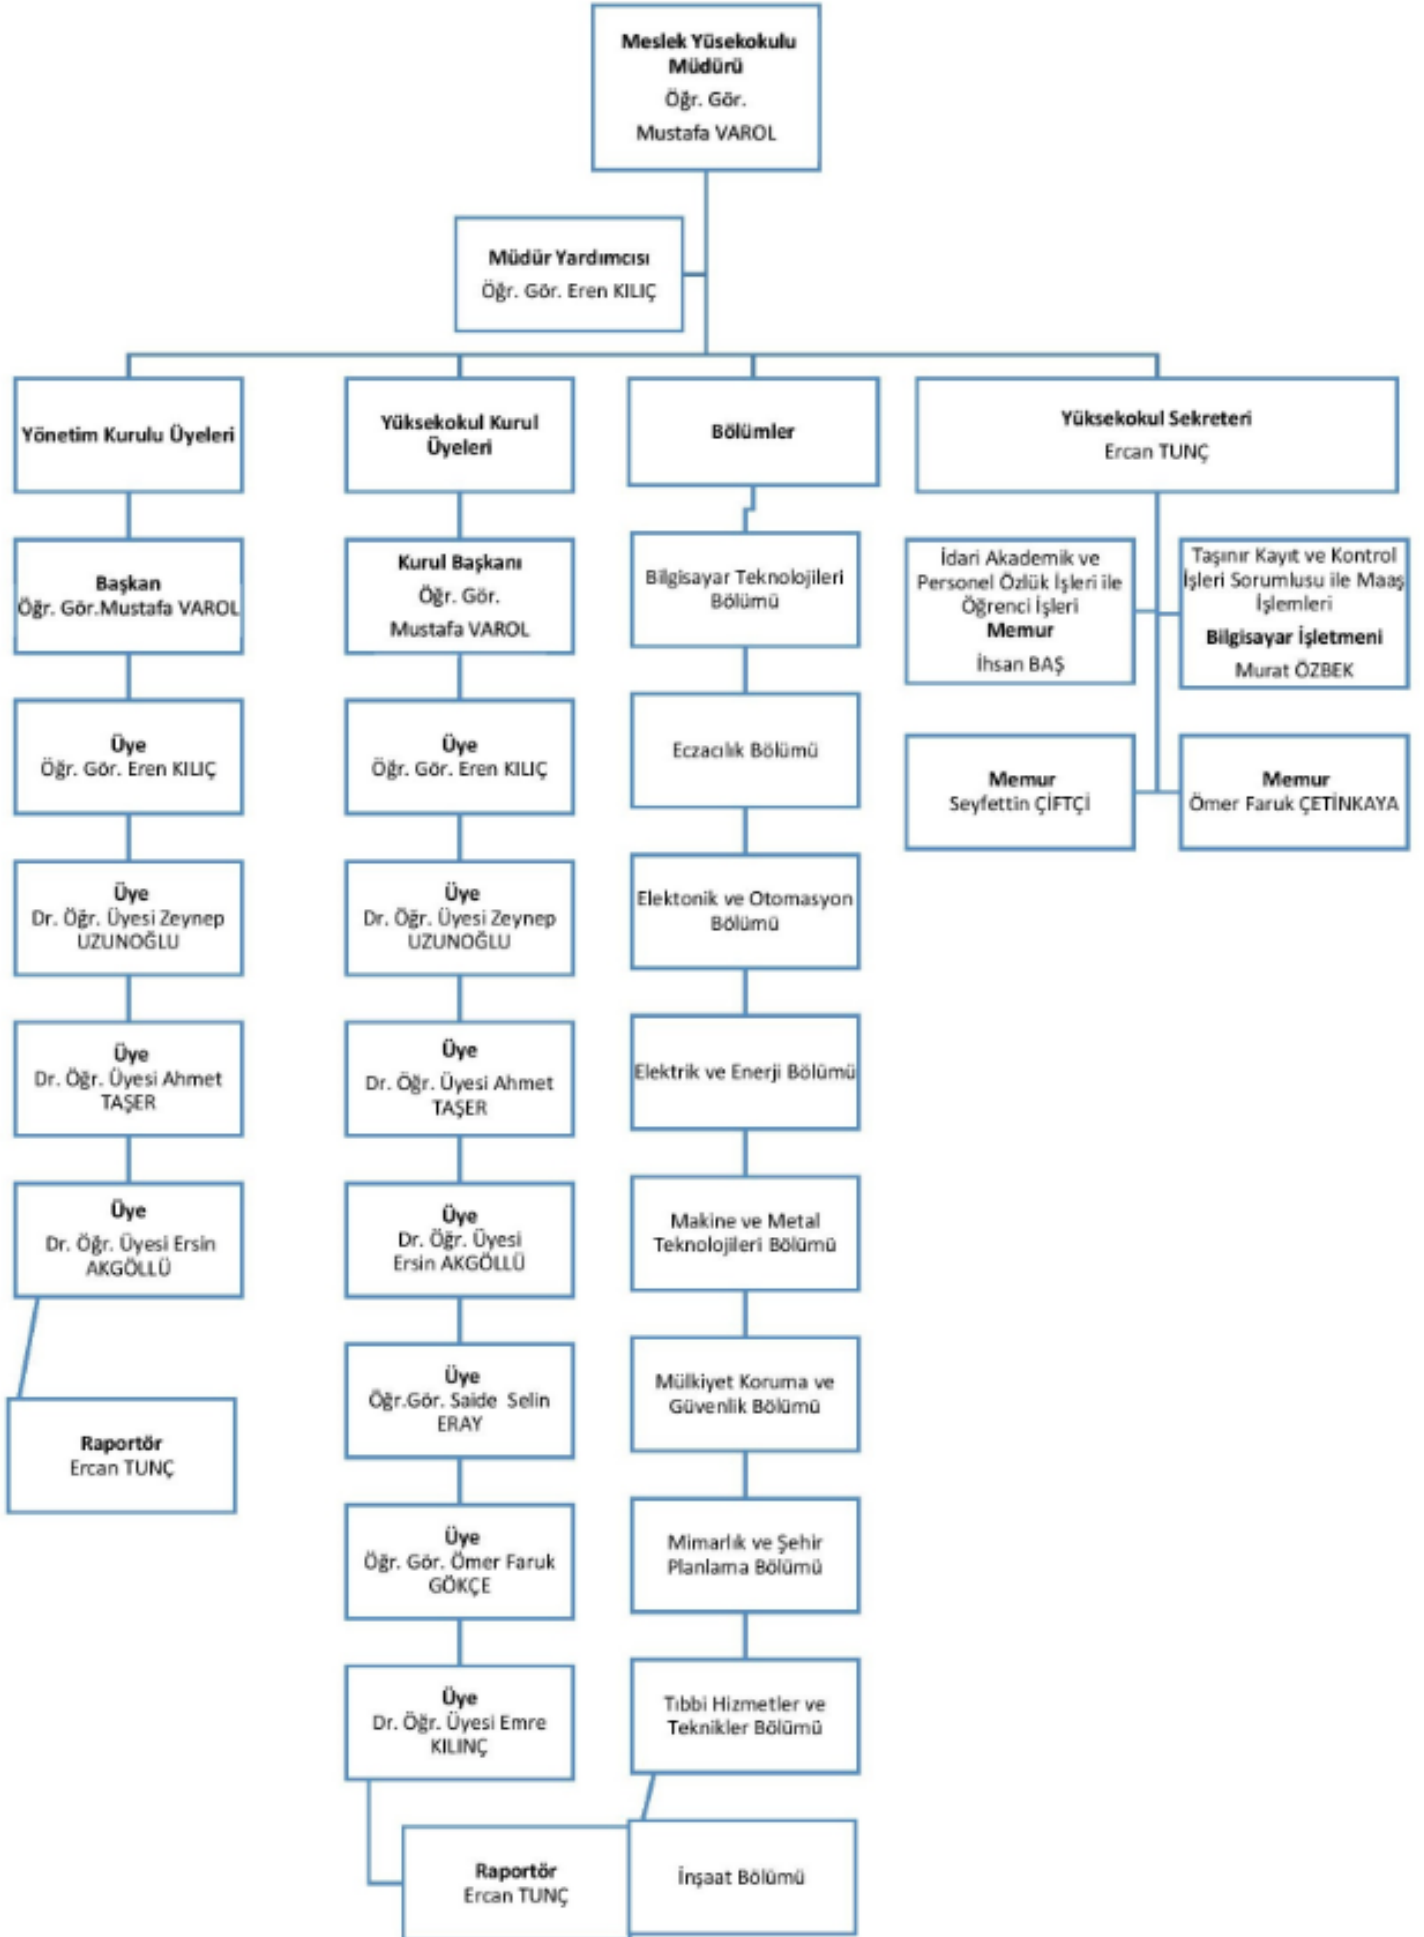 Meslek Yüsekokulu
Müdürü
Öğr. Gör.
Mustafa VAROL
Müdür Yardımcısı
Öğr. Gör. Eren KILIÇ
Yönetim Kurulu Üyeleri
Başkan
Öğr. Gör.Mustafa VAROL
Üye
Öğr. Gör. Eren KILIÇ
Üye
Dr. Öğr. Üyesi Zeynep
UZUNOĞLU
Üye
Dr. Öğr. Üyesi Ahmet
TAŞER
Üye
Dr. Öğr. Üyesi Ersin
AKGÖLLÜ
Raportör
Ercan TUNÇ
Yüksekokul Kurul
Üyeleri
Kurul Başkanı
Öğr. Gör.
Mustafa VAROL
Üye
Öğr. Gör. Eren KILIÇ
Üye
Dr. Öğr. Üyesi Zeynep
UZUNOĞLU
Üye
Dr. Öğr. Üyesi Ahmet
TAŞER
Üye
Dr. Öğr. Üyesi
Ersin AKGÖLLÜ
Üye
Öğr.Gör. Saide Selin
ERAY
Üye
Öğr. Gör. Ömer Faruk
GÖKÇE
Üye
Dr. Öğr. Üyesi Emre
KILINÇ
Raportör
Ercan TUNÇ
Bölümler
Bilgisayar Teknolojileri
Bölümü
Eczacılık Bölümü
Elektonik ve Otomasyon
Bölümü
Elektrik ve Enerji Bölümü
Makine ve Metal
Teknolojileri Bölümü
Mülkiyet Koruma ve
Güvenlik Bölümü
Mimarlık ve Şehir
Planlama Bölümü
Tıbbi Hizmetler ve
Teknikler Bölümü
İnşaat Bölümü
Yüksekokul Sekreteri
Ercan TUNÇ
İdari Akademik ve
Personel Özlük İşleri ile
Öğrenci İşleri
Memur
İhsan BAŞ
Taşınır Kayıt ve Kontrol
İşleri Sorumlusu ile Maaş
İşlemleri
Bilgisayar İşletmeni
Murat ÖZBEK
Memur
Seyfettin ÇİFTÇİ
Memur
Ömer Faruk ÇETİNKAYA